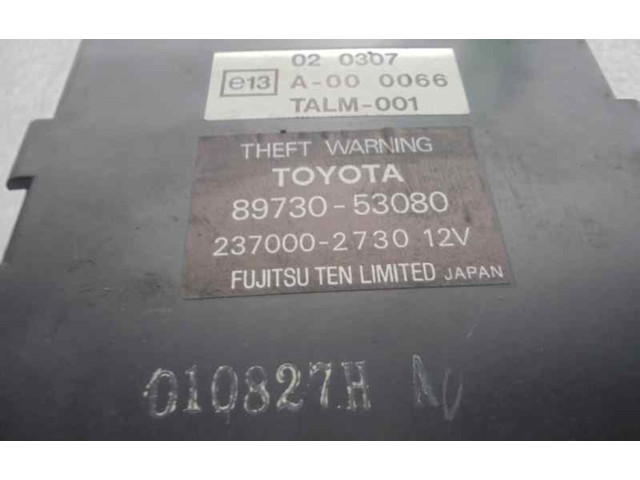 02 0307
e13 A-00 0066
TALM-001
THEFT WARNING
TOYOTA
89730-53080
237000-2730 12V
FUJITSU TEN LIMITED JAPAN
010827H